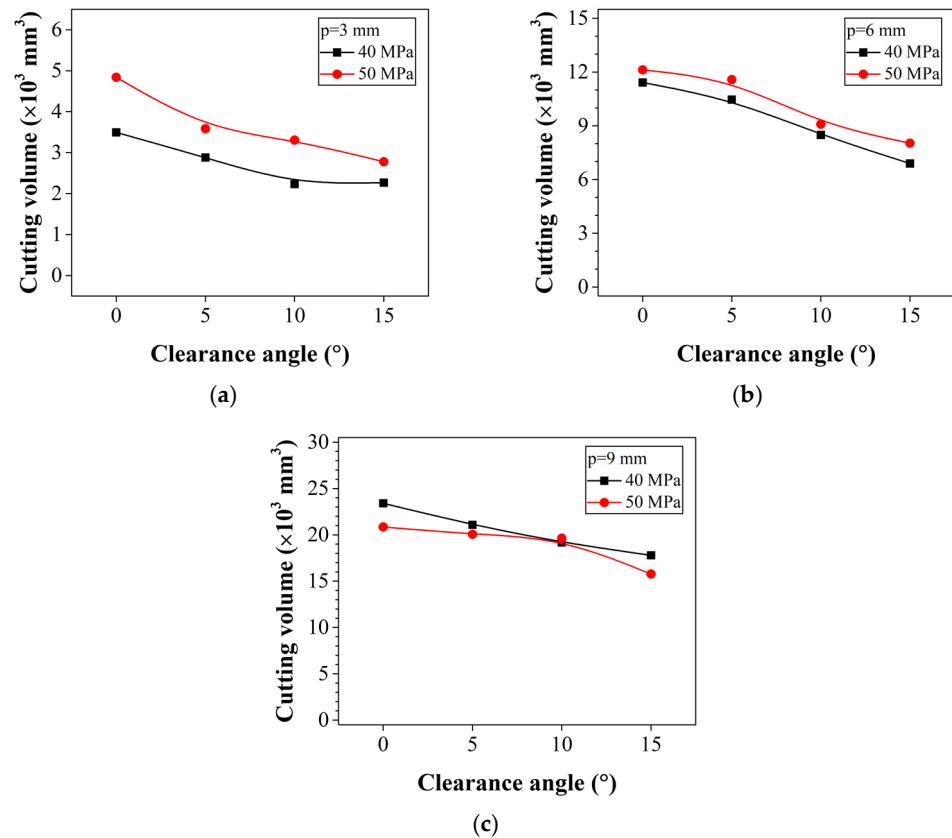 p=3 mm
40 MPa
50 MPa
6
5
4
3
2
1
0
Cutting volume (×10³ mm³)
0 5 10 15
Clearance angle (°)
(a)
p=6 mm
40 MPa
50 MPa
15
12
9
6
3
0
Cutting volume (×10³ mm³)
0 5 10 15
Clearance angle (°)
(b)
p=9 mm
40 MPa
50 MPa
30
25
20
15
10
5
0
Cutting volume (×10³ mm³)
0 5 10 15
Clearance angle (°)
(c)